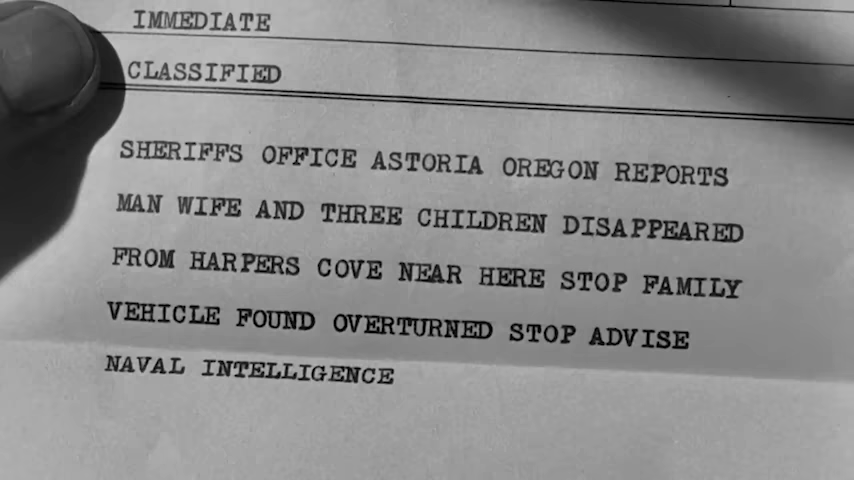 IMMEDIATE
CLASSIFIED
SHERIFFS OFFICE ASTORIA OREGON REPORTS
MAN WIFE AND THREE CHILDREN DISAPPEARED
FROM HARPERS COVE NEAR HERE STOP FAMILY
VEHICLE FOUND OVERTURNED STOP ADVISE
NAVAL INTELLIGENCE